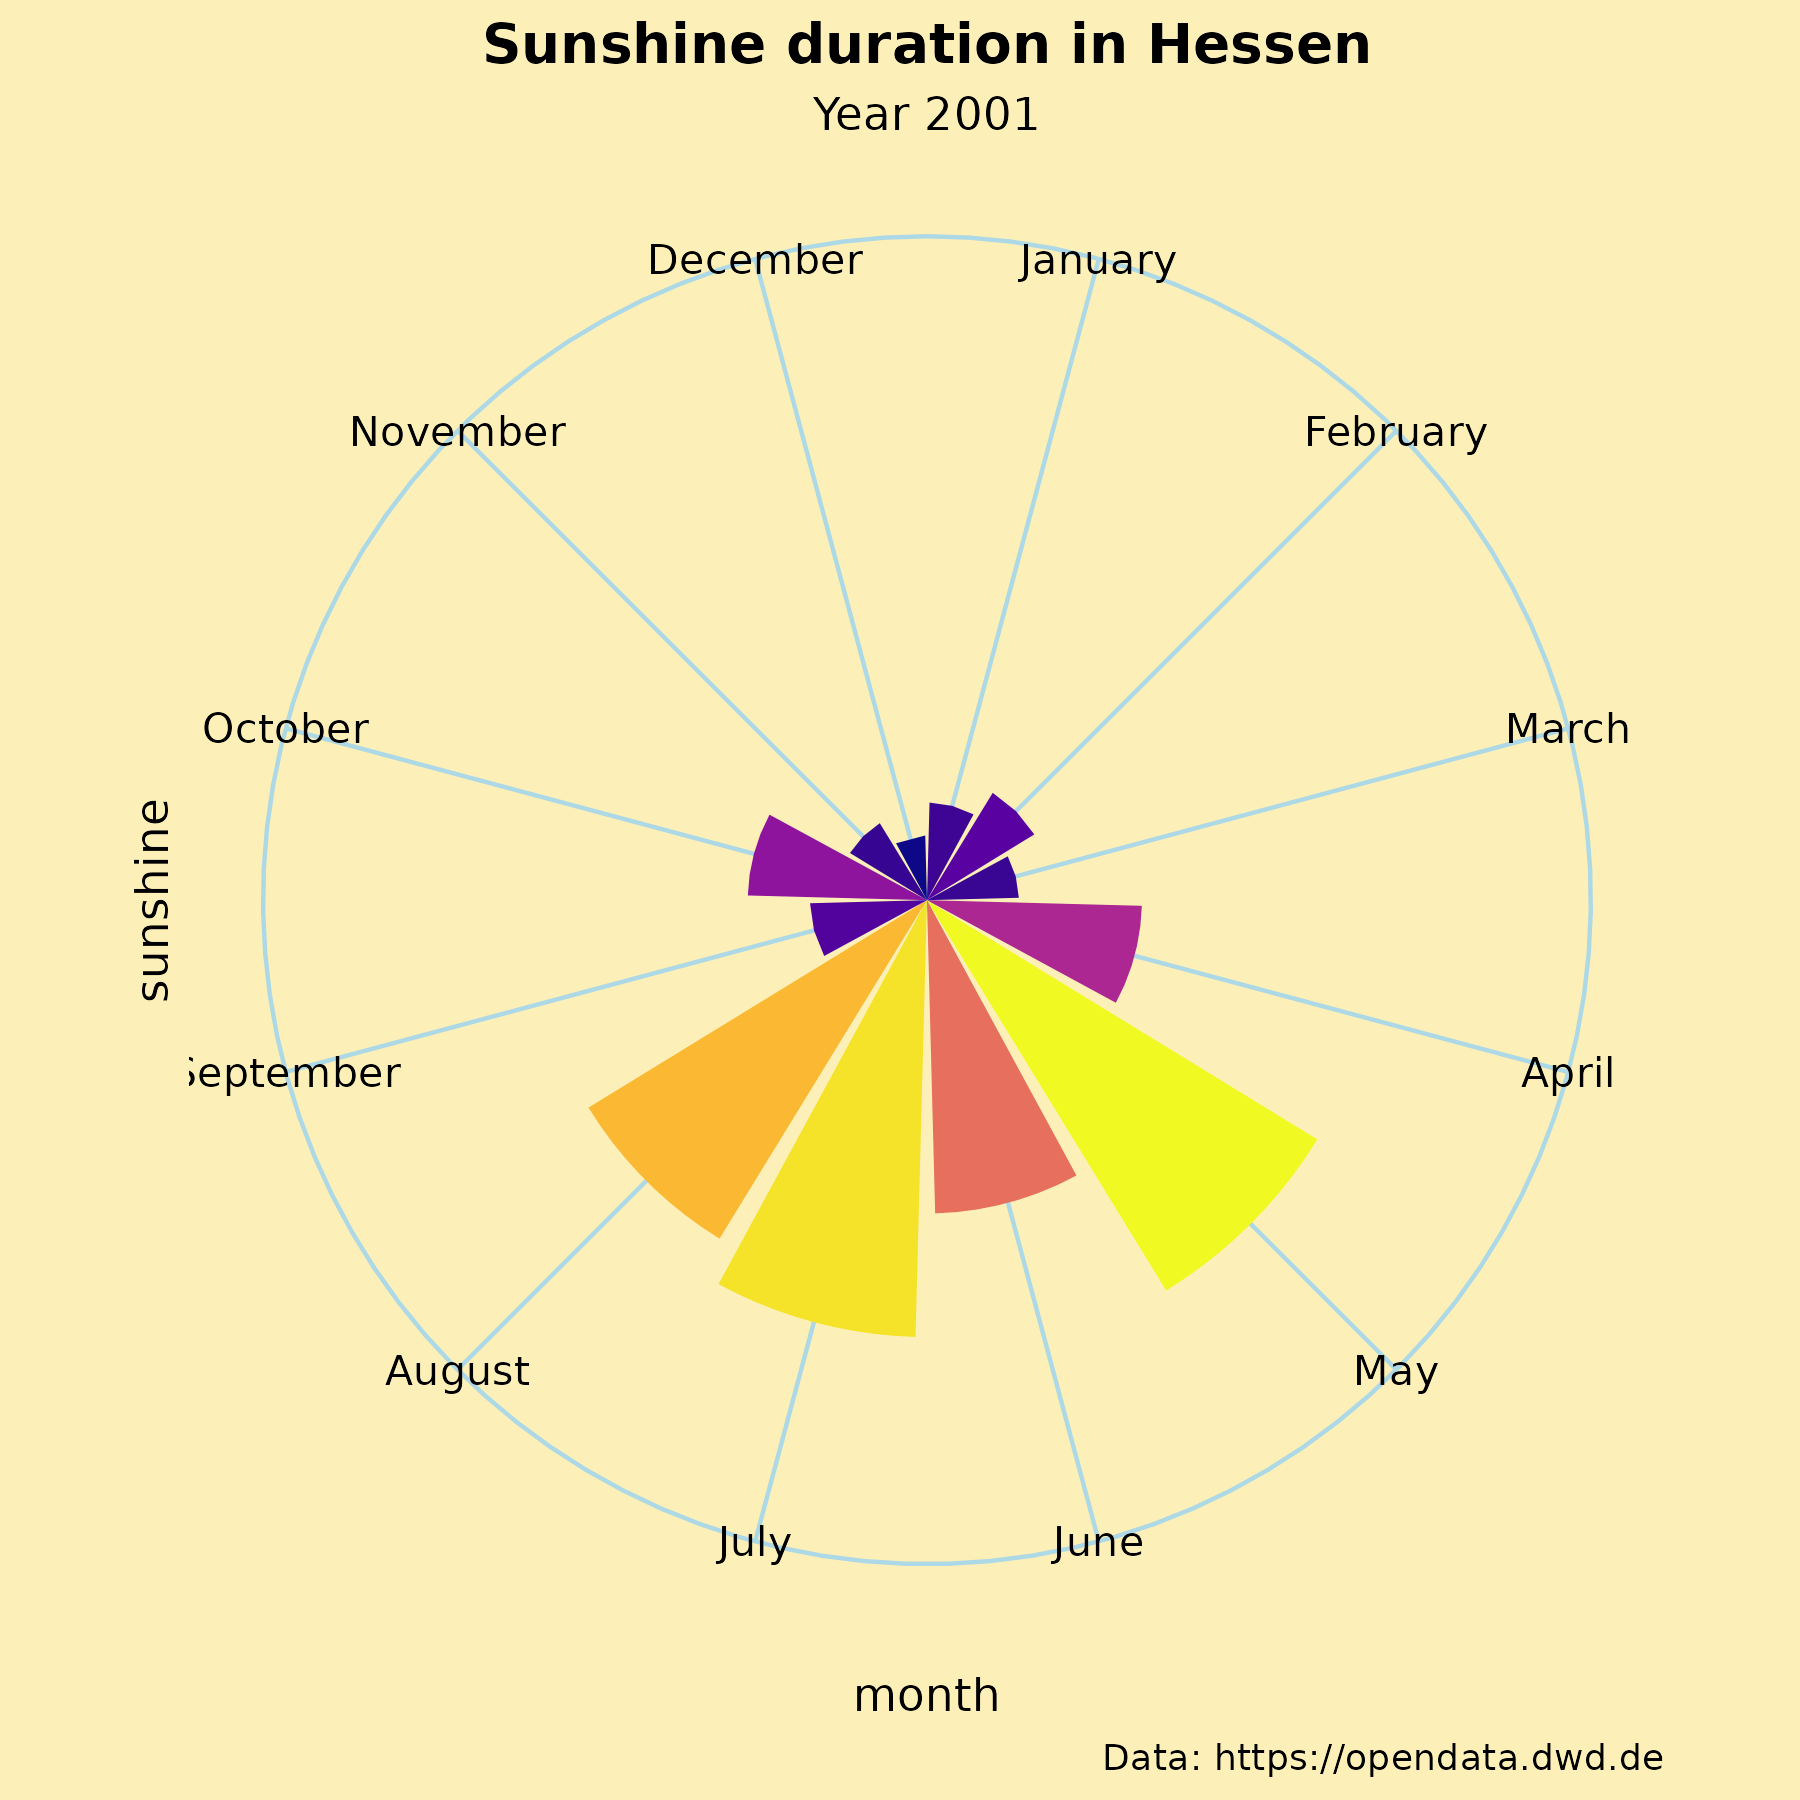 Sunshine duration in Hessen
Year 2001
December
January
November
February
October
March
sunshine
September
April
August
May
July
June
month
Data: https://opendata.dwd.de